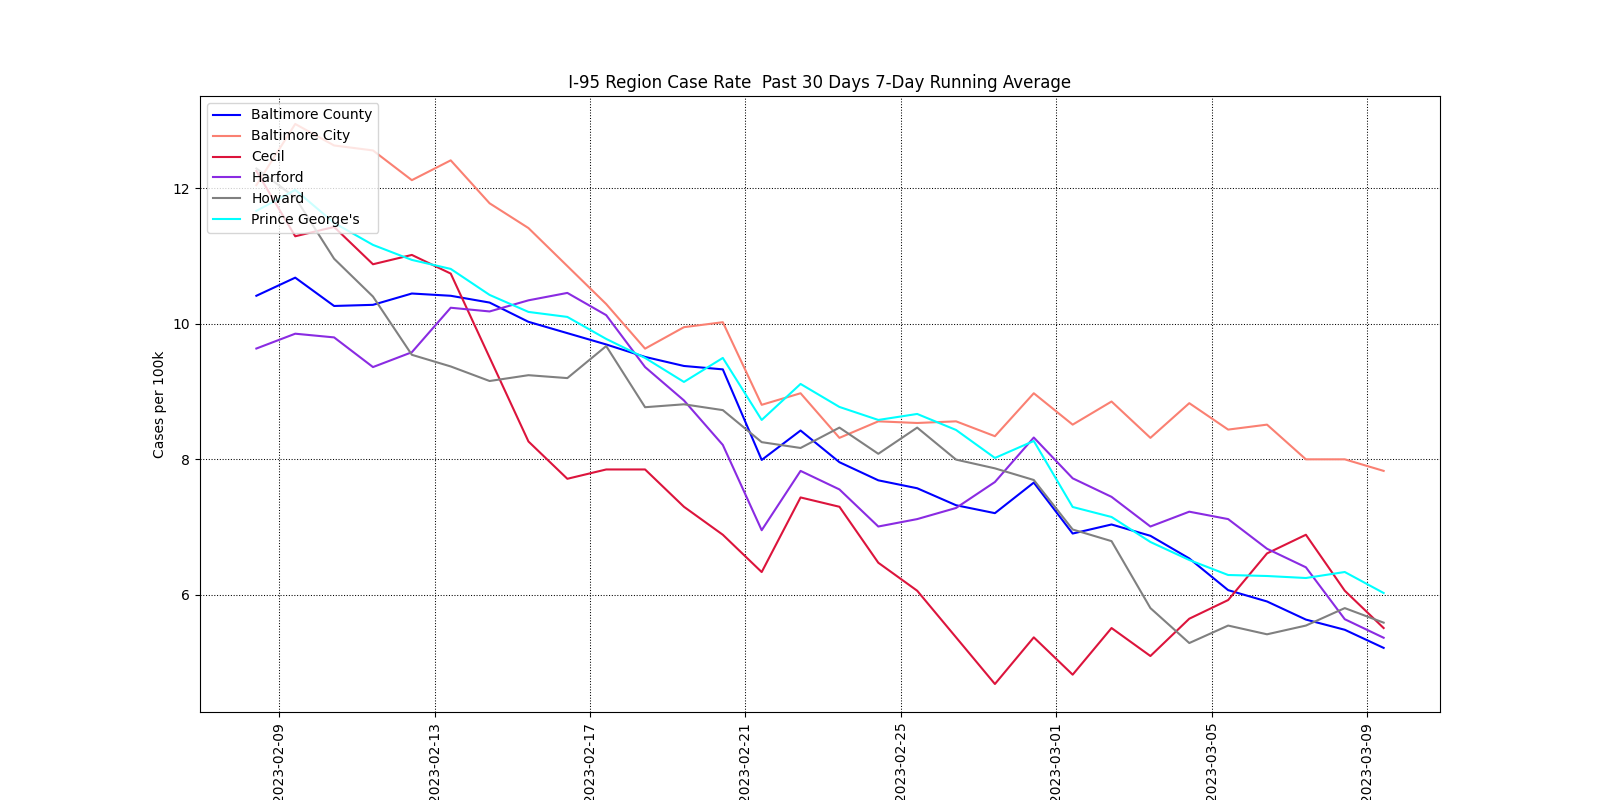 I-95 Region Case Rate  Past 30 Days 7-Day Running Average
Baltimore County
Baltimore City
Cecil
Harford
Howard
Prince George's
Cases per 100k
12
10
8
6
2023-02-09
2023-02-13
2023-02-17
2023-02-21
2023-02-25
2023-03-01
2023-03-05
2023-03-09